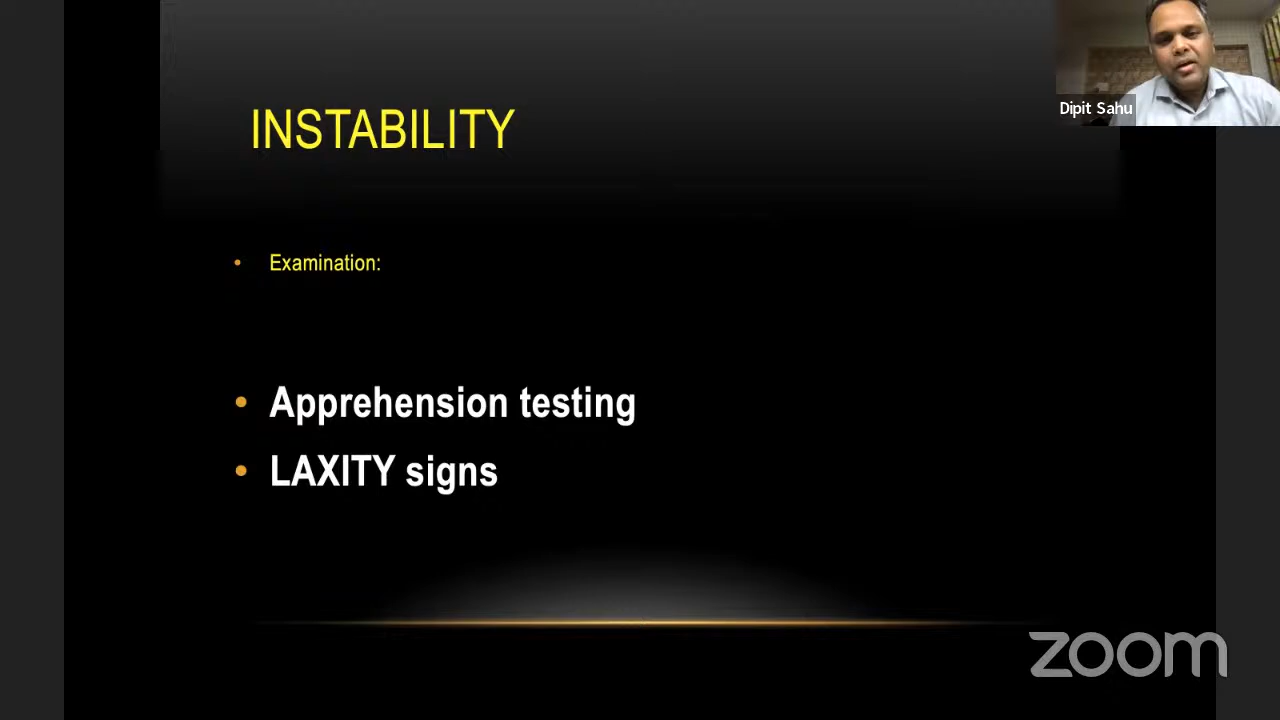 Dipit Sahu
INSTABILITY
Examination:
Apprehension testing
LAXITY signs
zoom